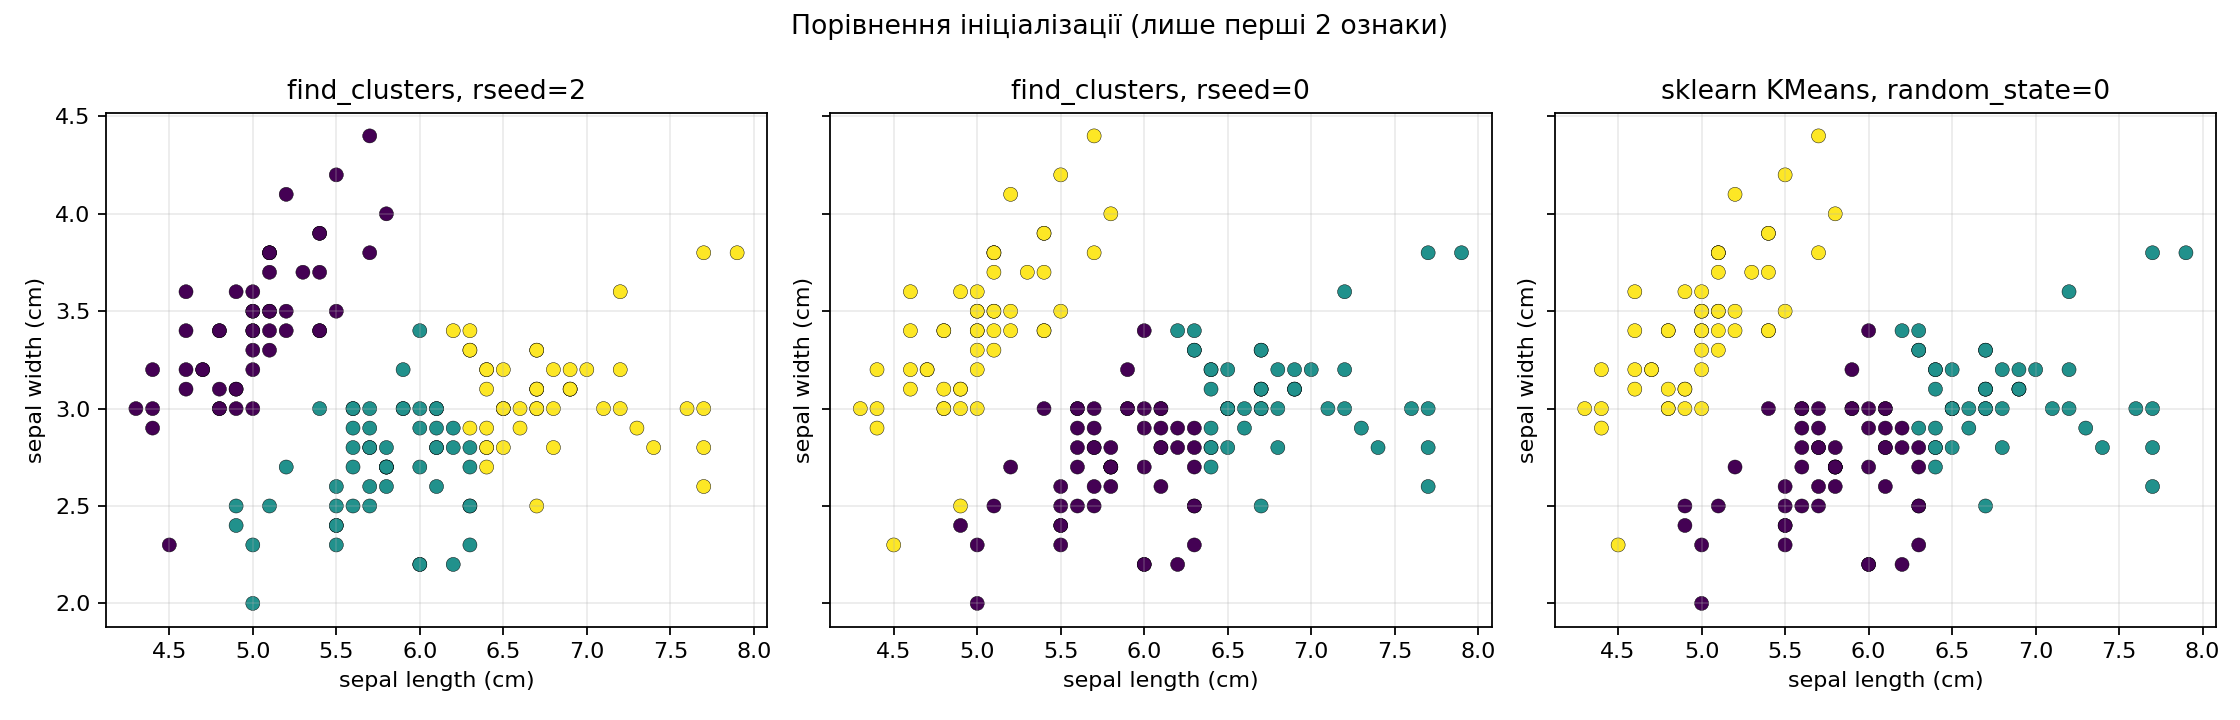 Порівнення ініціалізації (лише перші 2 ознаки)
find_clusters, rseed=2
find_clusters, rseed=0
sklearn KMeans, random_state=0
sepal width (cm)
4.5
4.0
3.5
3.0
2.5
2.0
4.5 5.0 5.5 6.0 6.5 7.0 7.5 8.0
sepal length (cm)
sepal width (cm)
4.5 5.0 5.5 6.0 6.5 7.0 7.5 8.0
sepal length (cm)
sepal width (cm)
4.5 5.0 5.5 6.0 6.5 7.0 7.5 8.0
sepal length (cm)